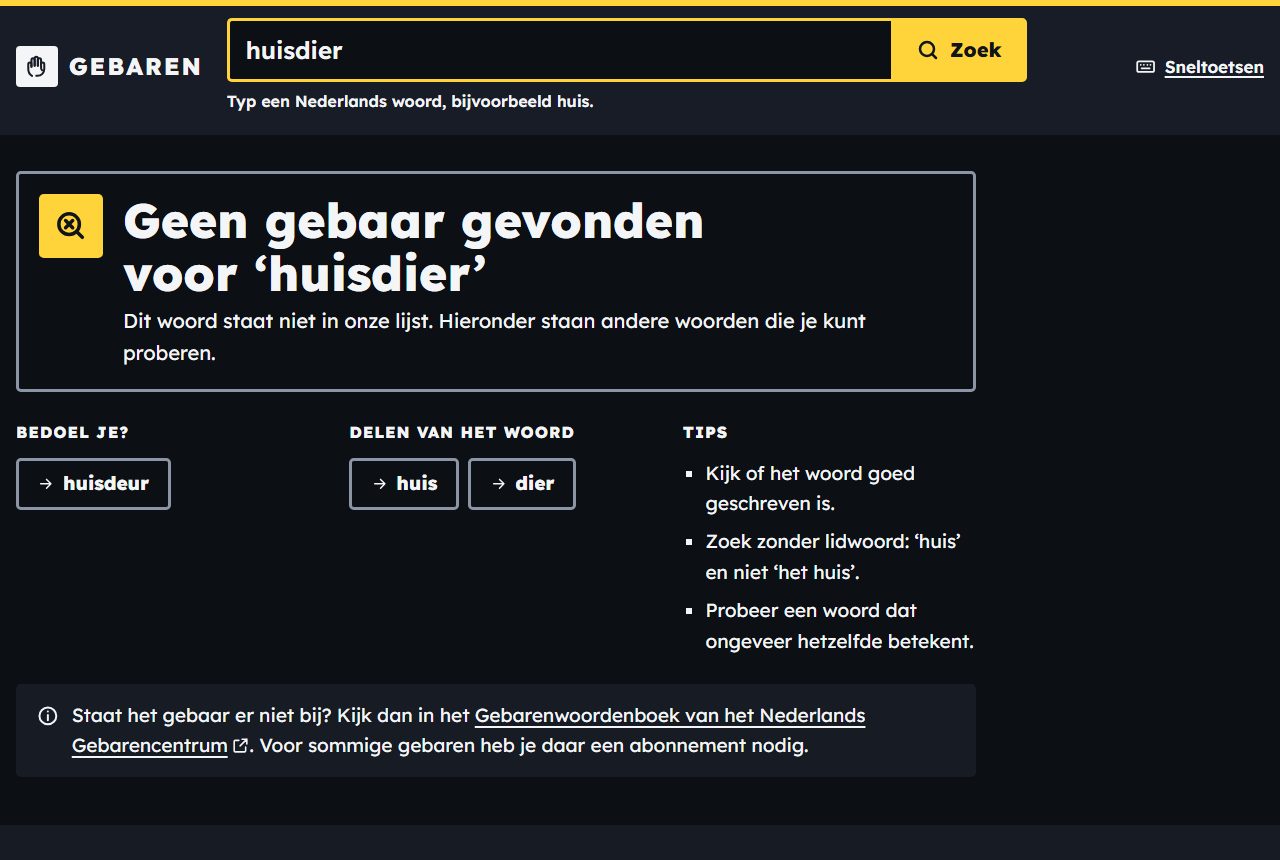 GEBAREN
huisdier
Zoek
Typ een Nederlands woord, bijvoorbeeld huis.
Sneltoetsen
Geen gebaar gevonden
voor ‘huisdier’
Dit woord staat niet in onze lijst. Hieronder staan andere woorden die je kunt
proberen.
BEDOEL JE?
→ huisdeur
DELEN VAN HET WOORD
→ huis
→ dier
TIPS
▪ Kijk of het woord goed
geschreven is.
▪ Zoek zonder lidwoord: ‘huis’
en niet ‘het huis’.
▪ Probeer een woord dat
ongeveer hetzelfde betekent.
Staat het gebaar er niet bij? Kijk dan in het Gebarenwoordenboek van het Nederlands
Gebarencentrum. Voor sommige gebaren heb je daar een abonnement nodig.